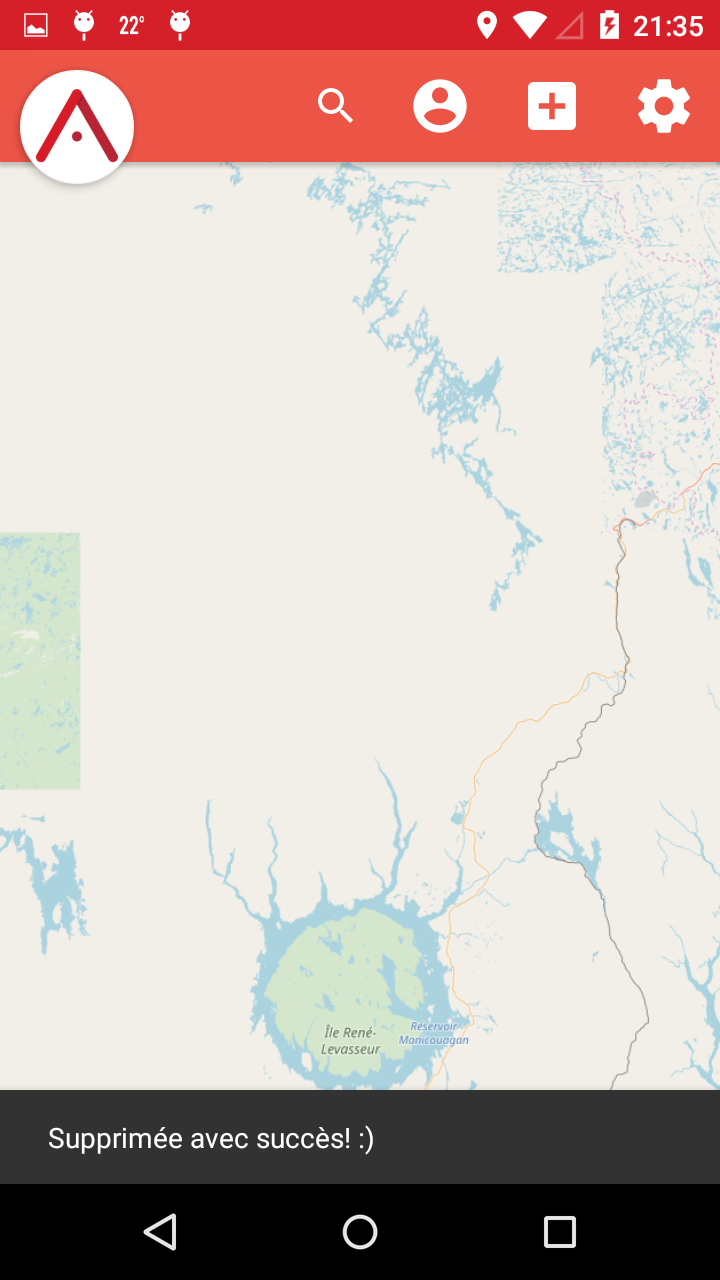 22°
21:35
Île René-
Levasseur
Réservoir
Manicouagan
Supprimée avec succès! :)